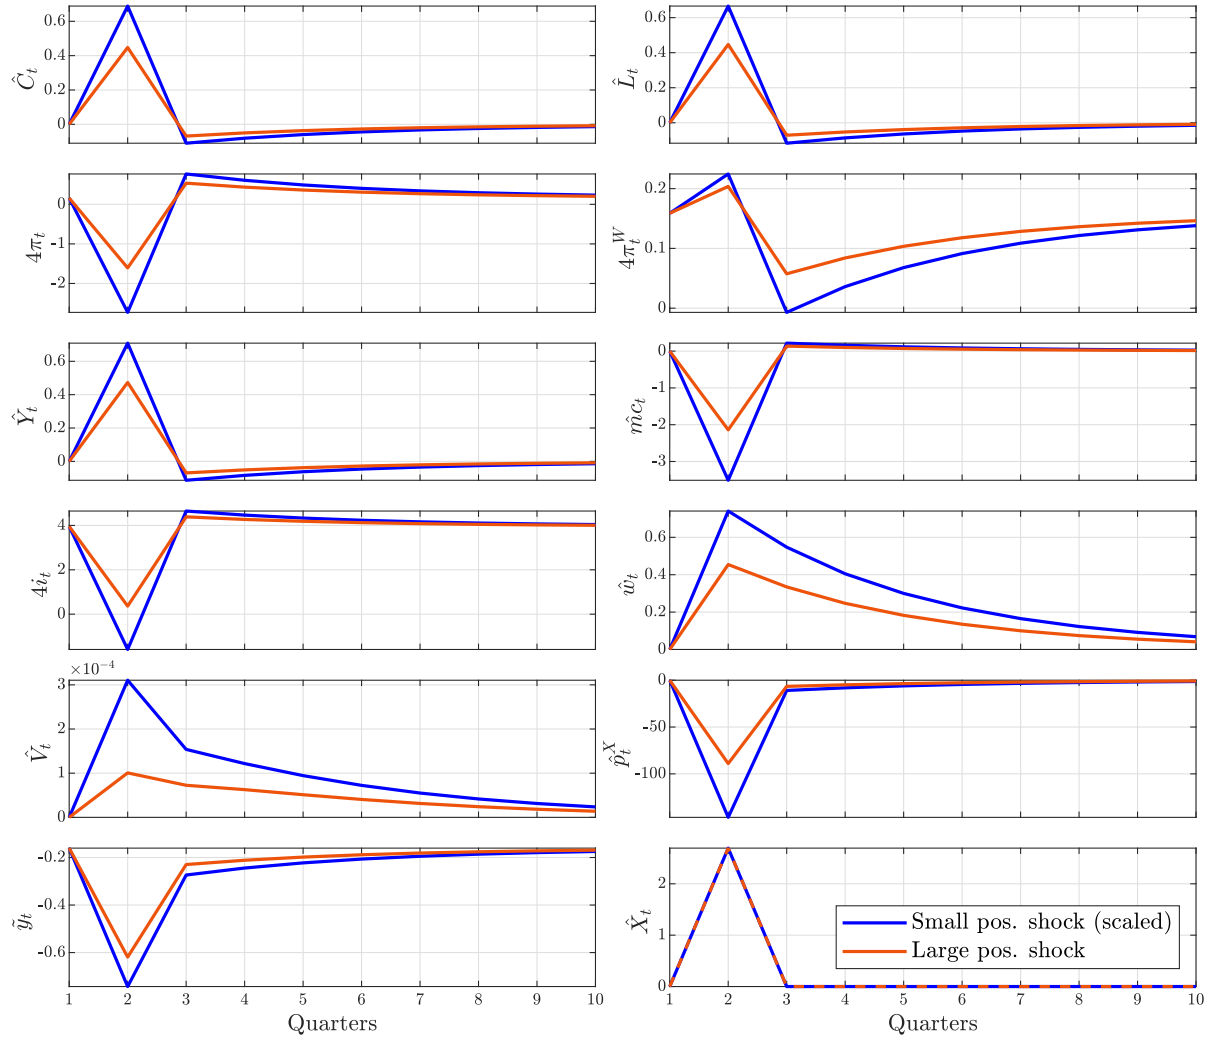 0.6
0.4
0.2
0
Ĉ_t
0.6
0.4
0.2
0
L̂_t
0
-1
-2
4π_t
0.2
0.1
0
4π_t^W
0.6
0.4
0.2
0
Ŷ_t
0
-1
-2
-3
m̂c_t
4
2
0
4i_t
0.6
0.4
0.2
0
ŵ_t
×10⁻⁴
3
2
1
0
V̂_t
0
-50
-100
p̂_t^X
-0.2
-0.4
-0.6
ỹ_t
1 2 3 4 5 6 7 8 9 10
Quarters
2
1
0
X̂_t
Small pos. shock (scaled)
Large pos. shock
1 2 3 4 5 6 7 8 9 10
Quarters